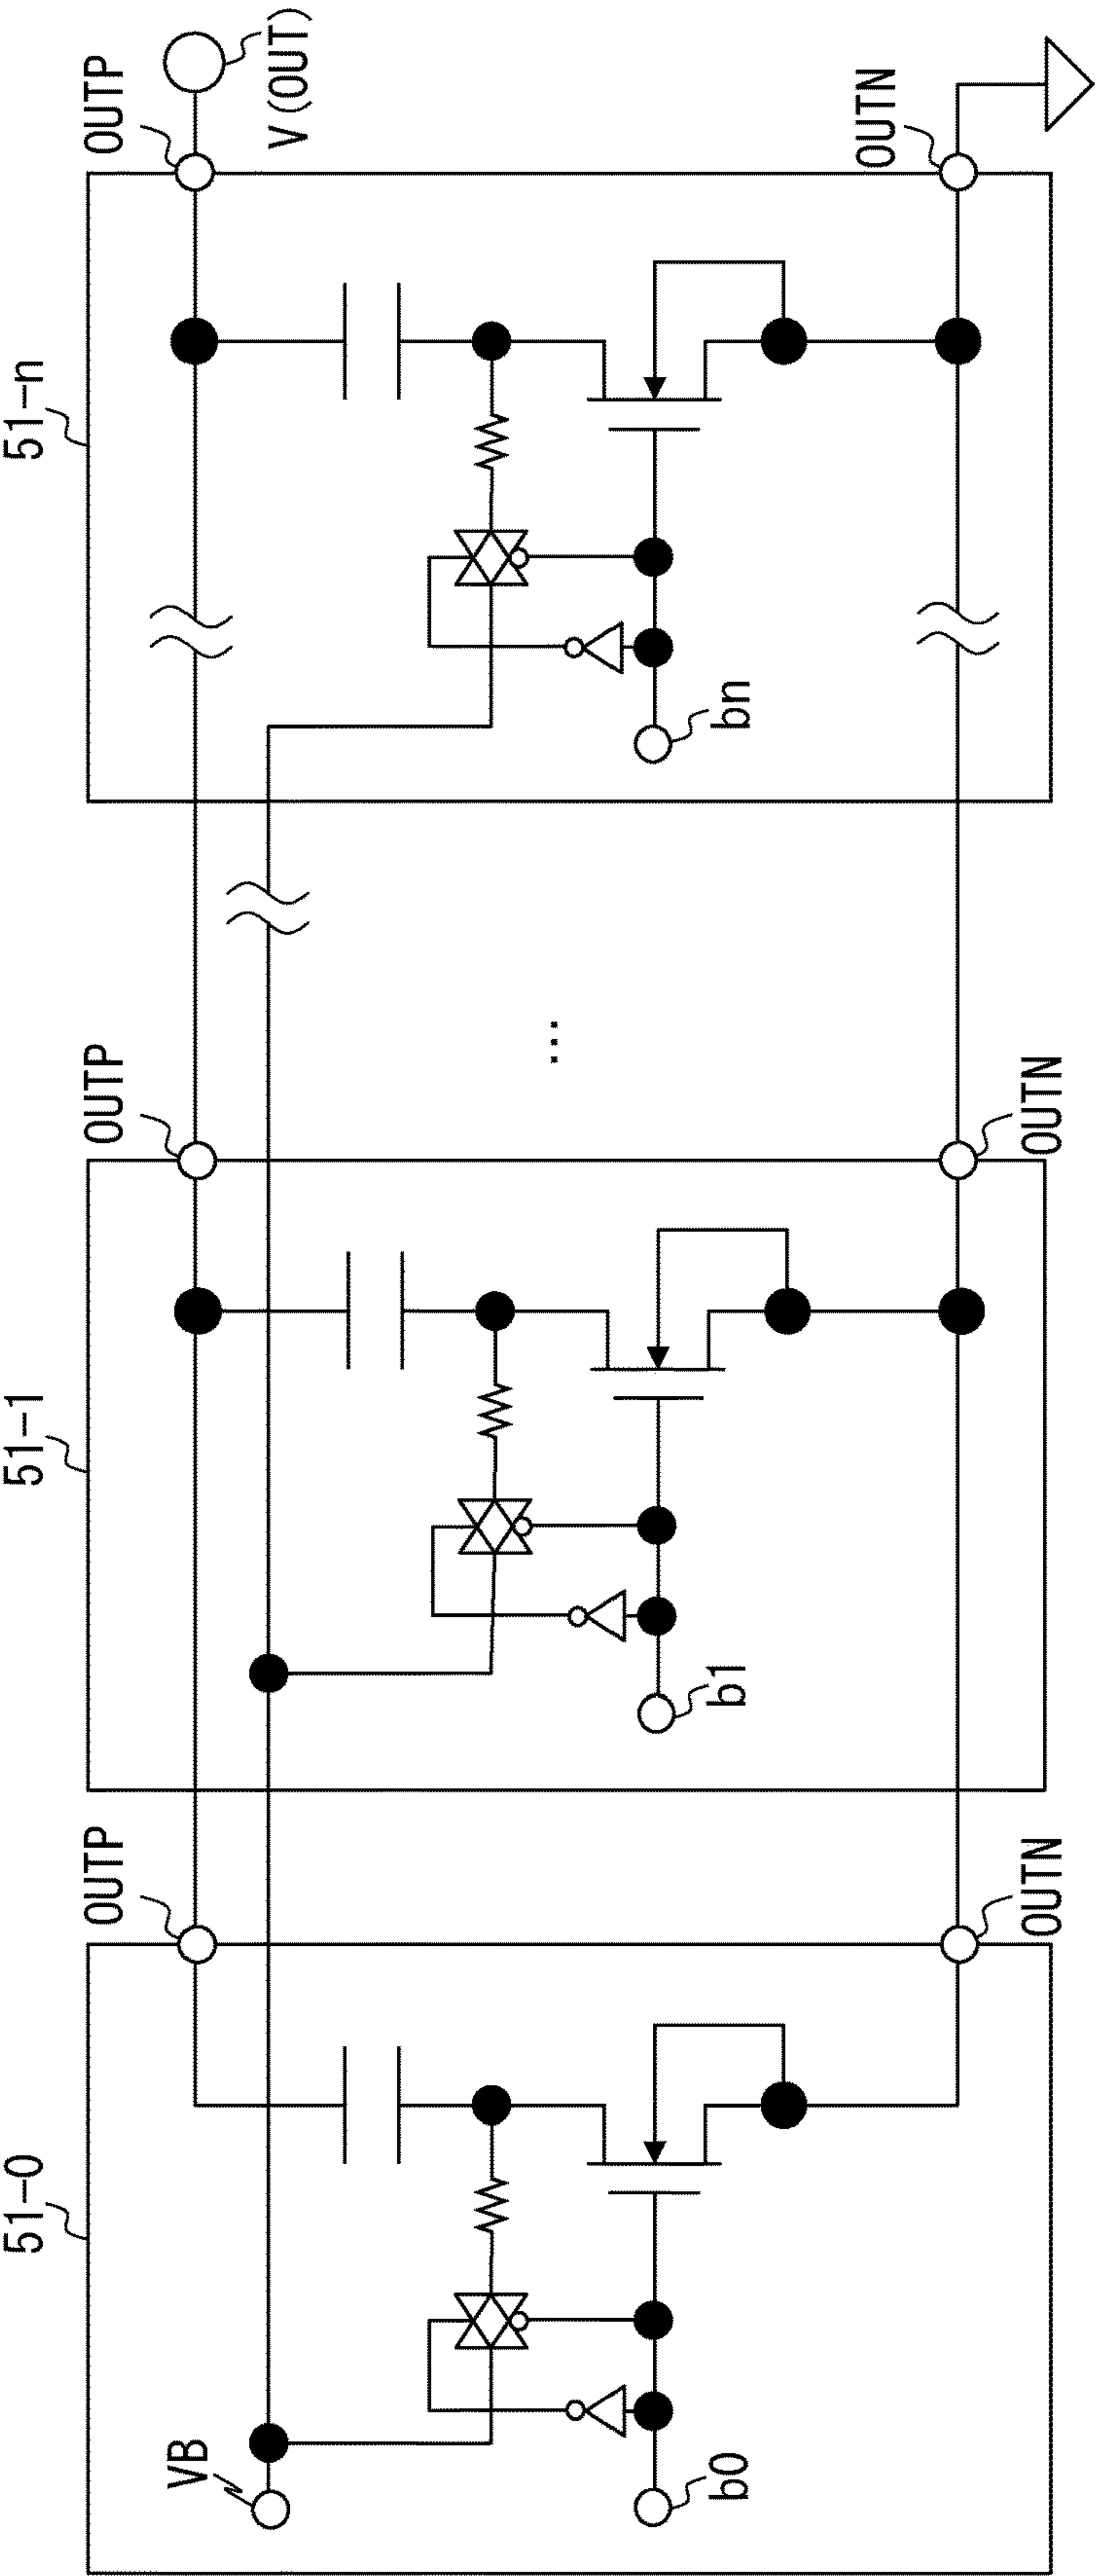 51-0
VB
b0
OUTP
OUTN
51-1
b1
OUTP
OUTN
...
51-n
bn
OUTP
V(OUT)
OUTN